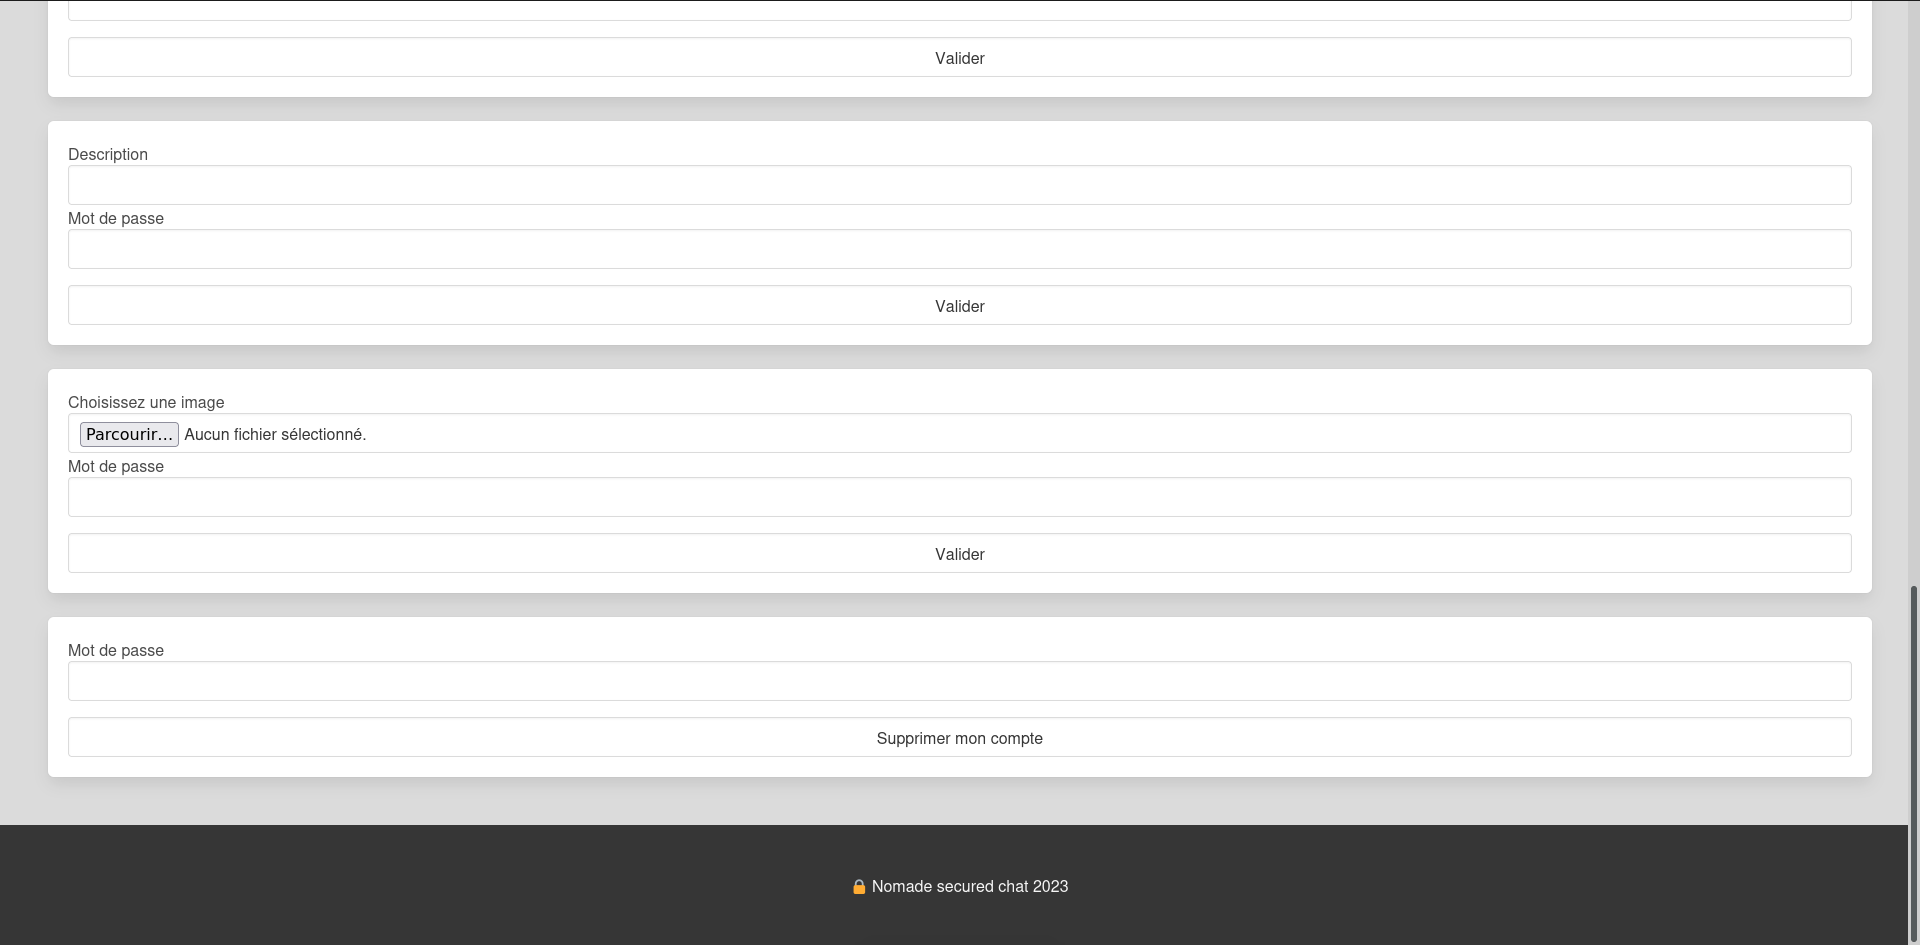 Valider
Description
Mot de passe
Valider
Choisissez une image
Parcourir... Aucun fichier sélectionné.
Mot de passe
Valider
Mot de passe
Supprimer mon compte
🔒 Nomade secured chat 2023